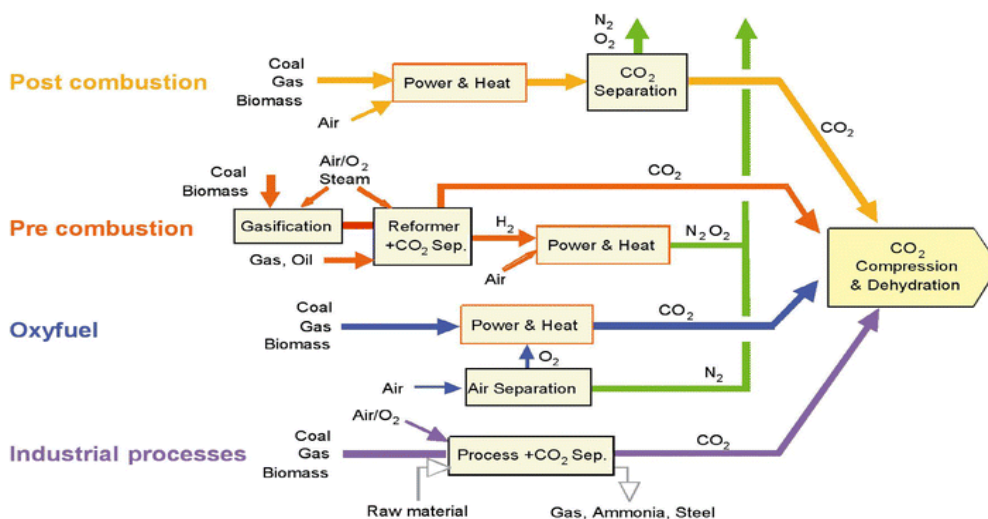 N₂
O₂
Post combustion
Coal
Gas
Biomass
Air
Power & Heat
CO₂
Separation
CO₂
Pre combustion
Coal
Biomass
Air/O₂
Steam
Gasification
Gas, Oil
Reformer
+CO₂ Sep.
H₂
Air
Power & Heat
CO₂
N₂O₂
CO₂
Compression
& Dehydration
Oxyfuel
Coal
Gas
Biomass
Power & Heat
O₂
Air
Air Separation
CO₂
N₂
Industrial processes
Coal
Gas
Biomass
Air/O₂
Process +CO₂ Sep.
CO₂
Raw material
Gas, Ammonia, Steel